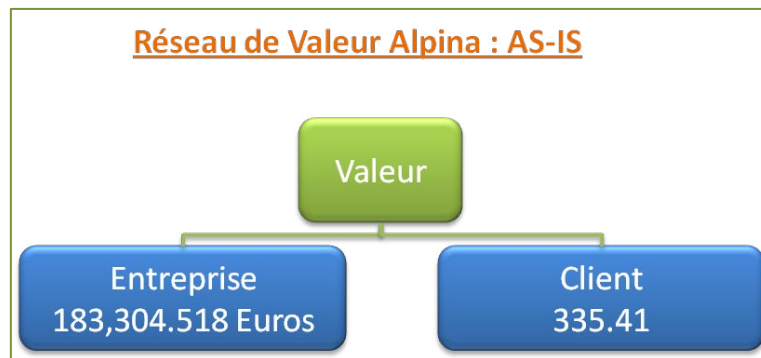 Réseau de Valeur Alpina : AS-IS
Valeur
Entreprise
183,304.518 Euros
Client
335.41